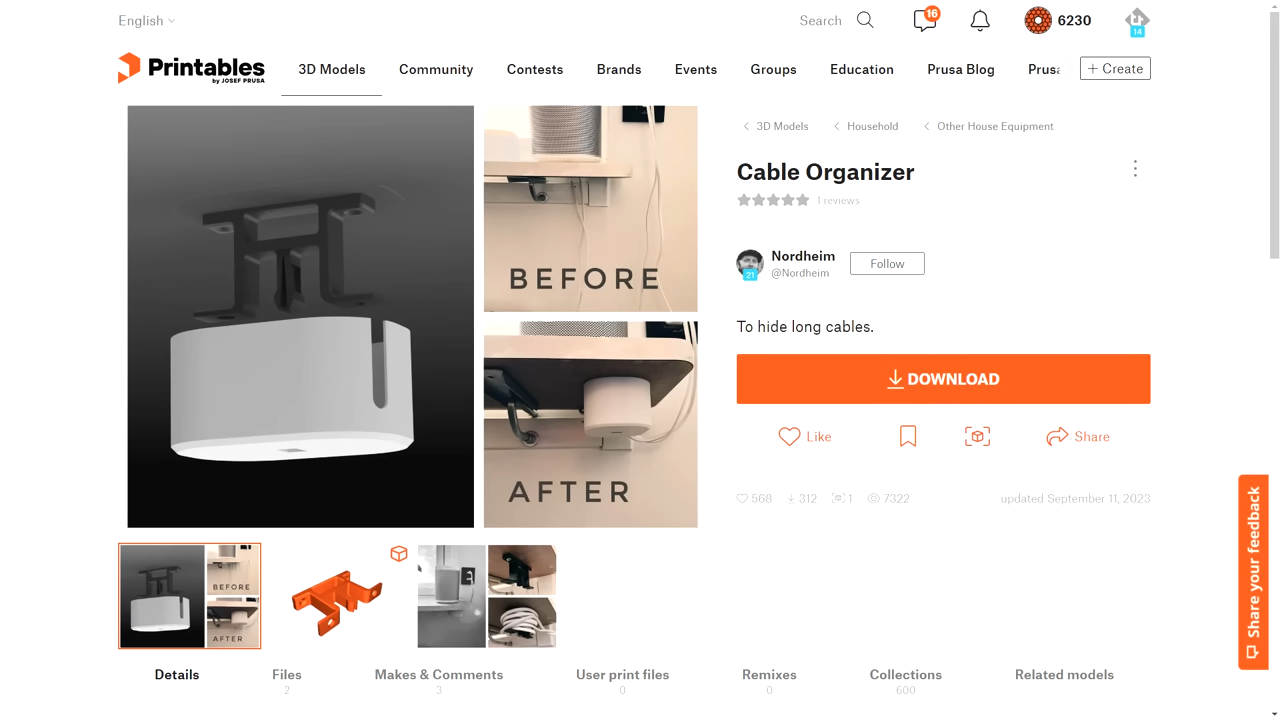 English
Search
16
6230
14
Printables
by JOSEF PRUSA
3D Models
Community
Contests
Brands
Events
Groups
Education
Prusa Blog
Prusa
+ Create
BEFORE
AFTER
3D Models
Household
Other House Equipment
Cable Organizer
1 reviews
Nordheim
@Nordheim
21
Follow
To hide long cables.
DOWNLOAD
Like
Share
568
312
1
7322
updated September 11, 2023
Share your feedback
BEFORE
AFTER
Details
Files
2
Makes & Comments
3
User print files
0
Remixes
0
Collections
600
Related models